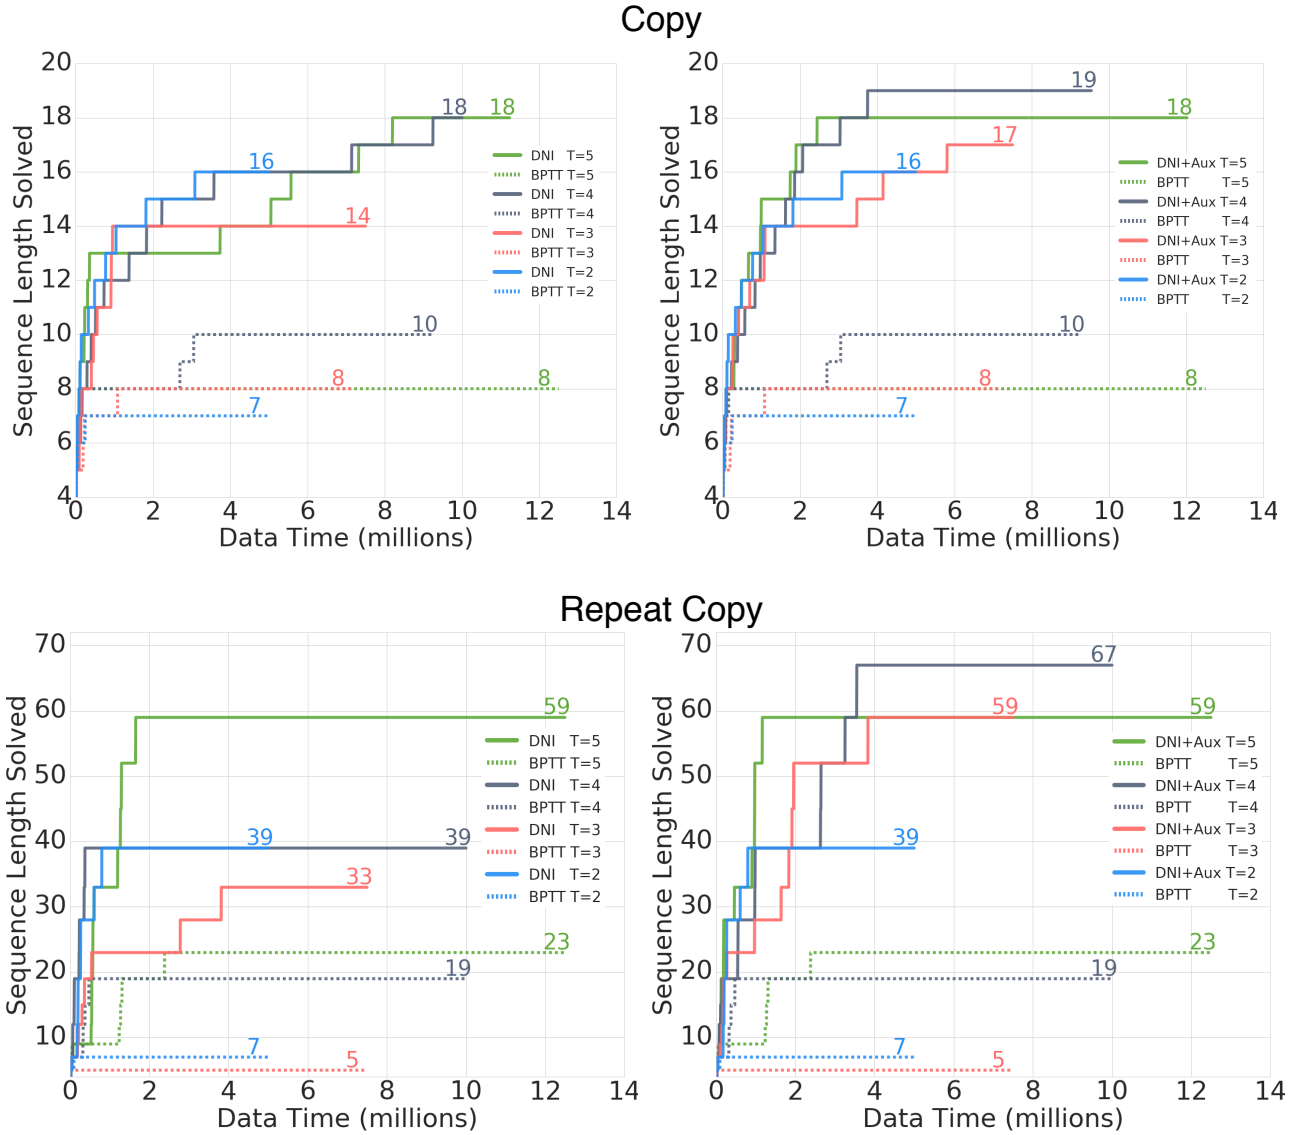 Copy
20
18
16
14
12
10
8
6
4
0 2 4 6 8 10 12 14
Sequence Length Solved
Data Time (millions)
18 18
16
14
10
8 8
7
DNI T=5
BPTT T=5
DNI T=4
BPTT T=4
DNI T=3
BPTT T=3
DNI T=2
BPTT T=2
20
18
16
14
12
10
8
6
4
0 2 4 6 8 10 12 14
Sequence Length Solved
Data Time (millions)
19
18
17
16
10
8 8
7
DNI+Aux T=5
BPTT T=5
DNI+Aux T=4
BPTT T=4
DNI+Aux T=3
BPTT T=3
DNI+Aux T=2
BPTT T=2
Repeat Copy
70
60
50
40
30
20
10
0 2 4 6 8 10 12 14
Sequence Length Solved
Data Time (millions)
59
39 39
33
23
19
7
5
DNI T=5
BPTT T=5
DNI T=4
BPTT T=4
DNI T=3
BPTT T=3
DNI T=2
BPTT T=2
70
60
50
40
30
20
10
0 2 4 6 8 10 12 14
Sequence Length Solved
Data Time (millions)
67
59 59
39
23
19
7
5
DNI+Aux T=5
BPTT T=5
DNI+Aux T=4
BPTT T=4
DNI+Aux T=3
BPTT T=3
DNI+Aux T=2
BPTT T=2